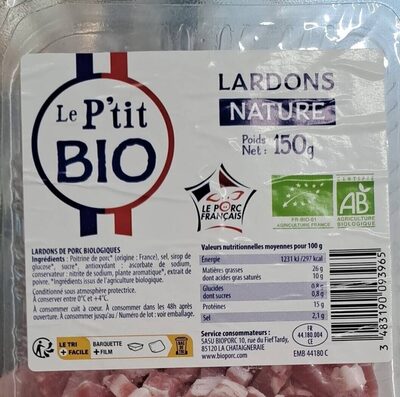 Le P'tit
BIO
LARDONS
NATURE
Poids
Net : 150g
LE PORC
FRANÇAIS
FR-BIO-01
AGRICULTURE FRANCE
CERTIFIÉ
AB
AGRICULTURE
BIOLOGIQUE
LARDONS DE PORC BIOLOGIQUES
Ingrédients : Poitrine de porc* (origine : France), sel, sirop de
glucose*, sucre*, antioxydant : ascorbate de sodium,
conservateur : nitrite de sodium, plante aromatique*, extrait de
poivre. *Ingrédients issus de l'agriculture biologique.
Conditionné sous atmosphère protectrice.
À conserver entre 0°C et +4°C.
À consommer cuit à coeur. À consommer dans les 48h après
ouverture. À consommer jusqu'au / Numéro de lot : voir emballage.
Valeurs nutritionnelles moyennes pour 100 g
Énergie 1231 kJ/297 kcal
Matières grasses 26 g
dont acides gras saturés 10 g
Glucides 0,8 g
dont sucres 0,8 g
Protéines 15 g
Sel 2,1 g
3 483190 093965
LE TRI
+ FACILE
BARQUETTE
+ FILM
BAC DE TRI
Service consommateurs :
SASU BIOPORC 10, rue du Fief Tardy,
85120 LA CHATAIGNERAIE
www.bioporc.com
FR
44.180.004
CE
EMB 44180 C